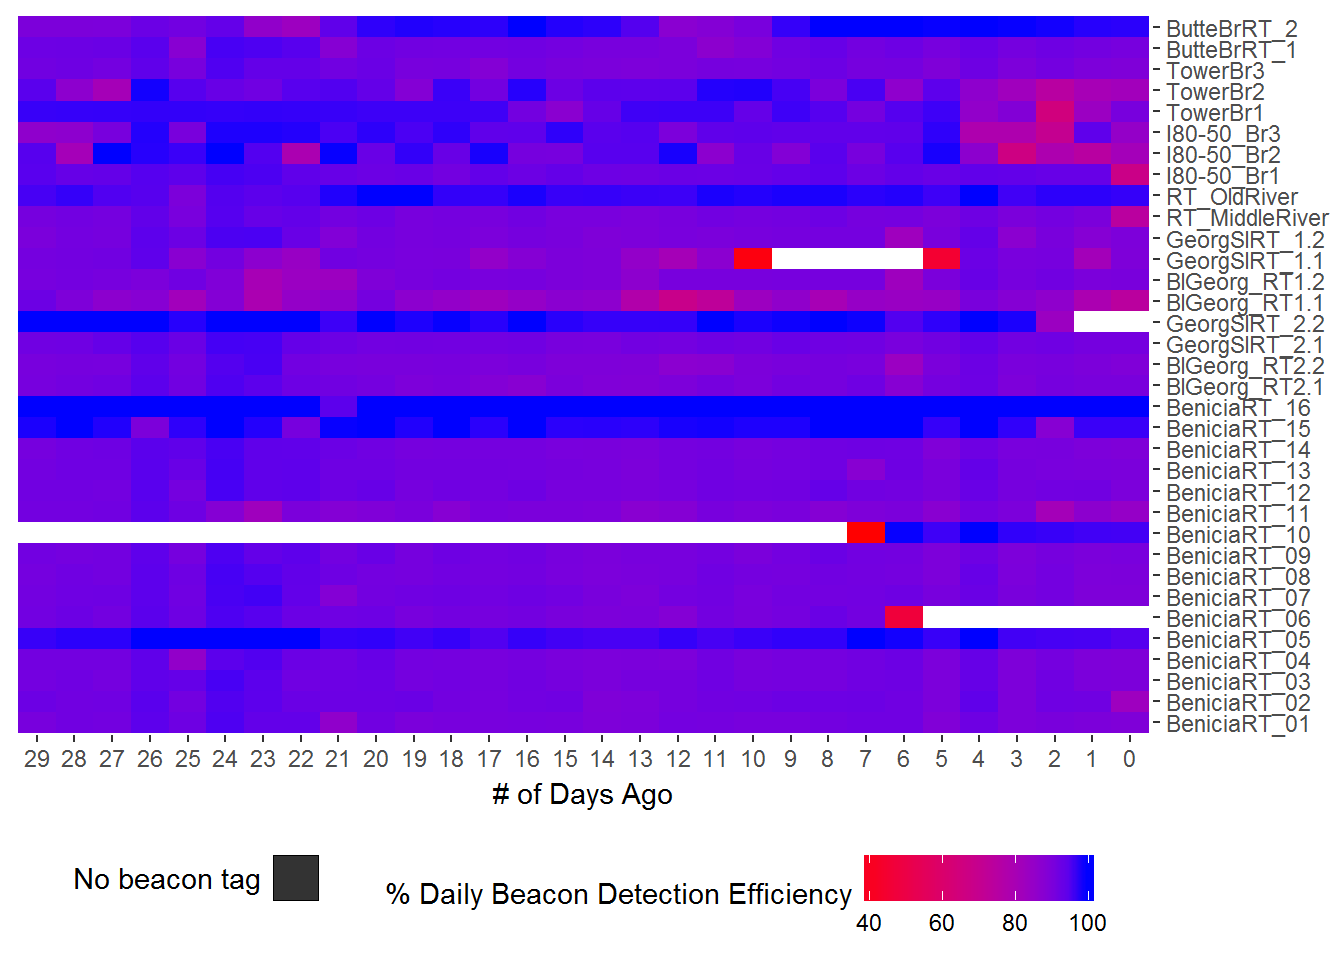 ButteBrRT_2
ButteBrRT_1
TowerBr3
TowerBr2
TowerBr1
I80-50_Br3
I80-50_Br2
I80-50_Br1
RT_OldRiver
RT_MiddleRiver
GeorgSlRT_1.2
GeorgSlRT_1.1
BlGeorg_RT1.2
BlGeorg_RT1.1
GeorgSlRT_2.2
GeorgSlRT_2.1
BlGeorg_RT2.2
BlGeorg_RT2.1
BeniciaRT_16
BeniciaRT_15
BeniciaRT_14
BeniciaRT_13
BeniciaRT_12
BeniciaRT_11
BeniciaRT_10
BeniciaRT_09
BeniciaRT_08
BeniciaRT_07
BeniciaRT_06
BeniciaRT_05
BeniciaRT_04
BeniciaRT_03
BeniciaRT_02
BeniciaRT_01
29 28 27 26 25 24 23 22 21 20 19 18 17 16 15 14 13 12 11 10 9 8 7 6 5 4 3 2 1 0
# of Days Ago
No beacon tag
% Daily Beacon Detection Efficiency
40 60 80 100